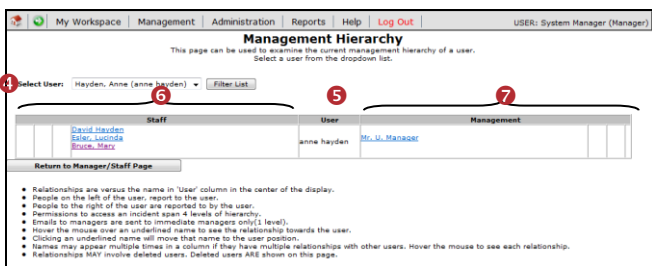 My Workspace | Management | Administration | Reports | Help | Log Out | USER: System Manager (Manager)
Management Hierarchy
This page can be used to examine the current management hierarchy of a user.
Select a user from the dropdown list.
4 Select User: Hayden, Anne (anne hayden) Filter List
6 5 7
Staff User Management
David Hayden
Esler, Lucinda
Bruce, Mary
anne hayden
Mr. U. Manager
Return to Manager/Staff Page
• Relationships are versus the name in 'User' column in the center of the display.
• People on the left of the user, report to the user.
• People to the right of the user are reported to by the user.
• Permissions to access an incident span 4 levels of hierarchy.
• Emails to managers are sent to immediate managers only(1 level).
• Hover the mouse over an underlined name to see the relationship towards the user.
• Clicking an underlined name will move that name to the user position.
• Names may appear multiple times in a column if they have multiple relationships with other users. Hover the mouse to see each relationship.
• Relationships MAY involve deleted users. Deleted users ARE shown on this page.